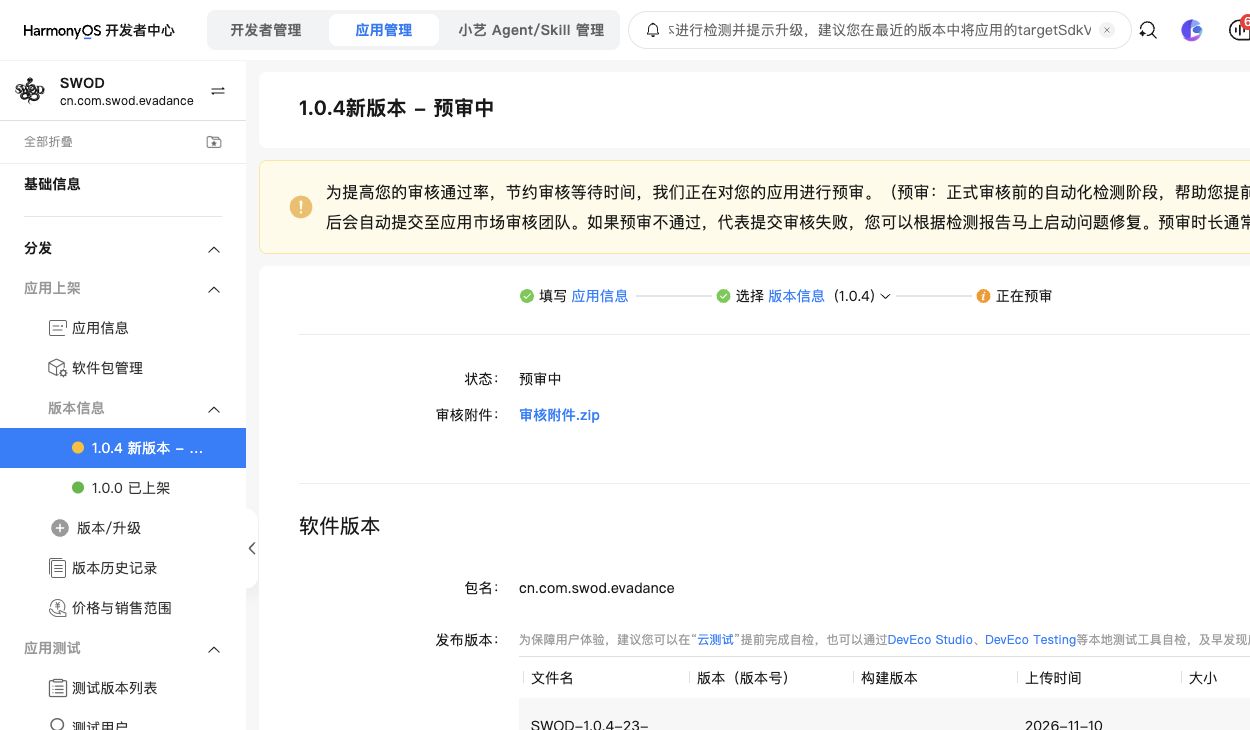 HarmonyOS 开发者中心
开发者管理
应用管理
小艺 Agent/Skill 管理
进行检测并提示升级，建议您在最近的版本中将应用的targetSdkV
SWOD
cn.com.swod.evadance
全部折叠
基础信息
分发
应用上架
应用信息
软件包管理
版本信息
1.0.4 新版本 – ...
1.0.0 已上架
版本/升级
版本历史记录
价格与销售范围
应用测试
测试版本列表
测试用户
1.0.4新版本 – 预审中
为提高您的审核通过率，节约审核等待时间，我们正在对您的应用进行预审。（预审：正式审核前的自动化检测阶段，帮助您提前
后会自动提交至应用市场审核团队。如果预审不通过，代表提交审核失败，您可以根据检测报告马上启动问题修复。预审时长通常
填写 应用信息
选择 版本信息 (1.0.4)
正在预审
状态： 预审中
审核附件： 审核附件.zip
软件版本
包名： cn.com.swod.evadance
发布版本： 为保障用户体验，建议您可以在“云测试”提前完成自检，也可以通过DevEco Studio、DevEco Testing等本地测试工具自检，及早发现
文件名 版本（版本号） 构建版本 上传时间 大小
SWOD–1.0.4–23– 2026–11–10